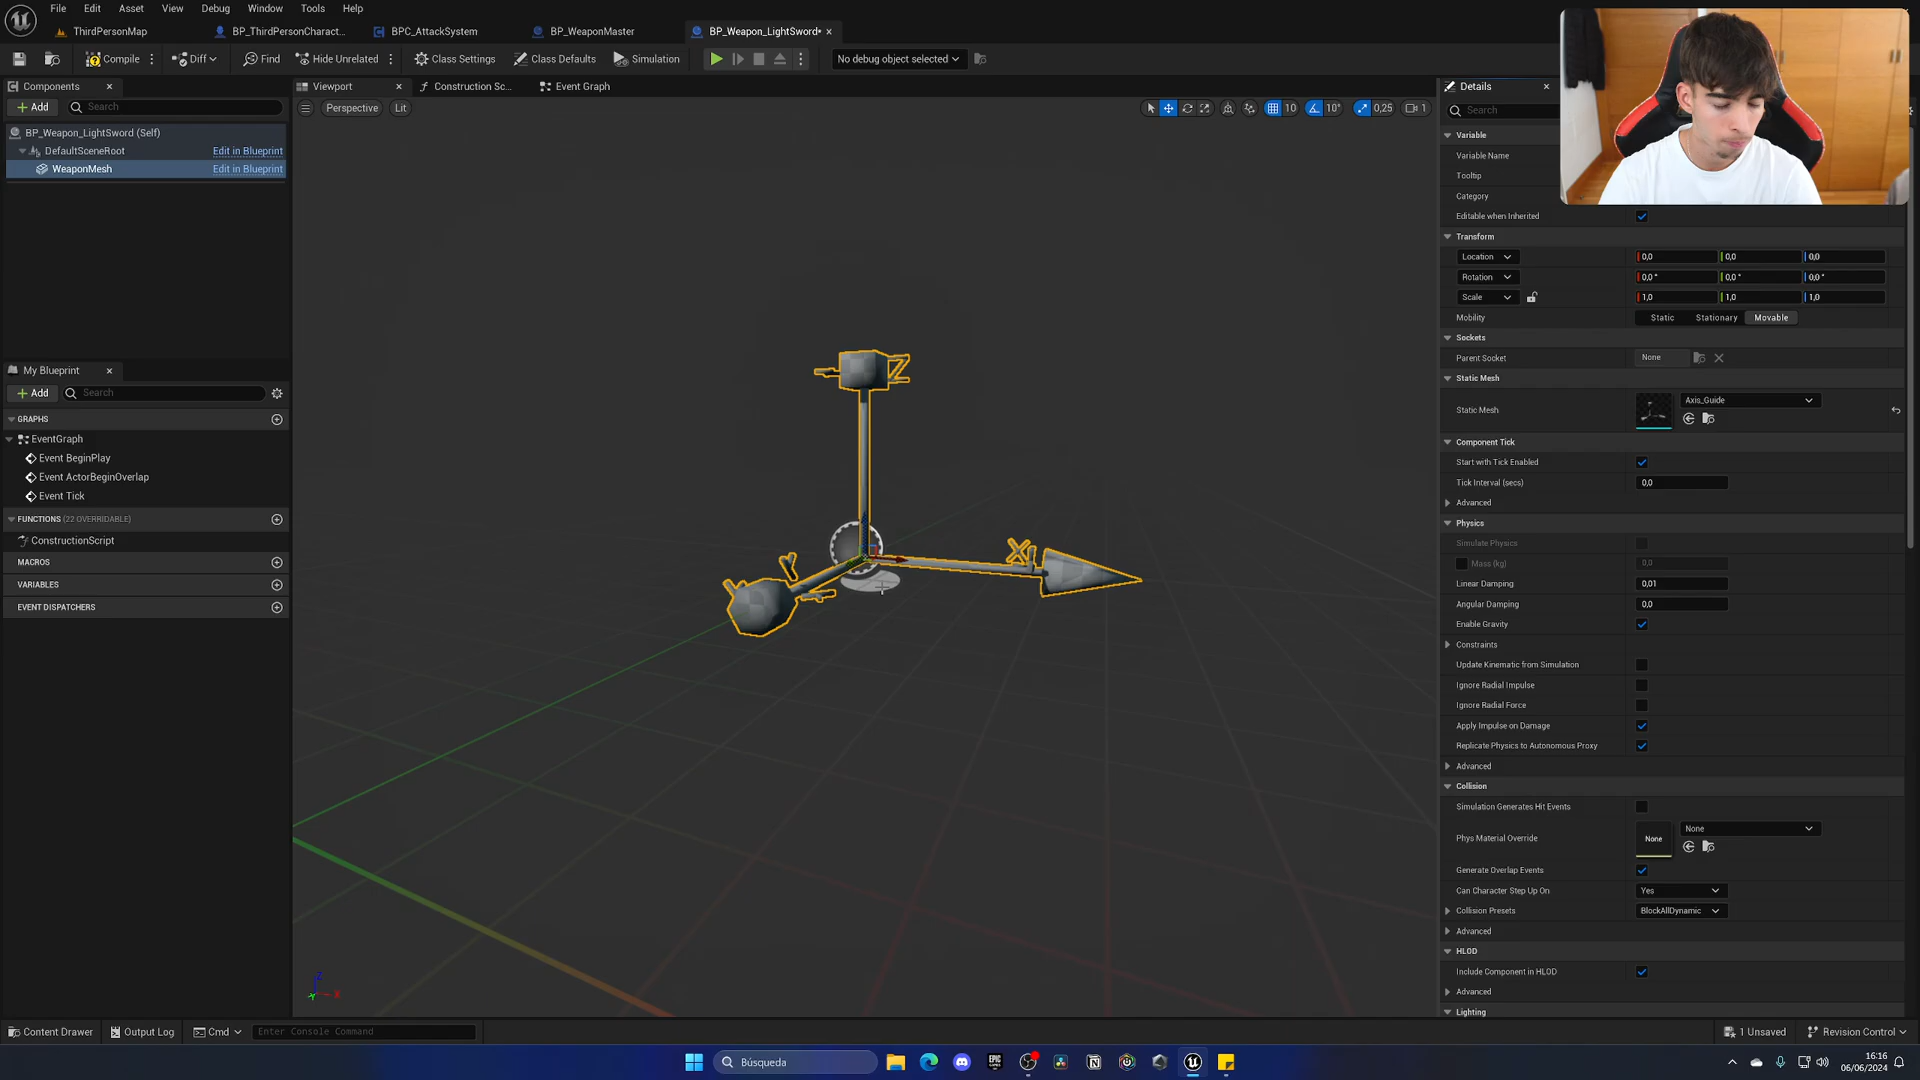 File Edit View Asset Debug Window Tools Help
ThirdPersonMap BP_ThirdPersonCharact... BPC_AttackSystem BP_WeaponMaster BP_Weapon_LightSword*
Compile Diff Find Hide Unrelated Class Settings Class Defaults Simulation No debug object selected
Components
Add Search
BP_Weapon_LightSword (Self)
DefaultSceneRoot Edit in Blueprint
WeaponMesh Edit in Blueprint
My Blueprint
Add Search
GRAPHS
EventGraph
Event BeginPlay
Event ActorBeginOverlap
Event Tick
FUNCTIONS (22 OVERRIDABLE)
ConstructionScript
MACROS
VARIABLES
EVENT DISPATCHERS
Viewport Construction Sc... Event Graph
Perspective Lit 10 10° 0,25 1
Z
Y
X
Z
Y X
Details
Search
Variable
Variable Name
Tooltip
Category
Editable when Inherited
Transform
Location 0,0 0,0 0,0
Rotation 0,0 ° 0,0 ° 0,0 °
Scale 1,0 1,0 1,0
Mobility Static Stationary Movable
Sockets
Parent Socket None
Static Mesh
Static Mesh Axis_Guide
Component Tick
Start with Tick Enabled
Tick Interval (secs) 0,0
Advanced
Physics
Simulate Physics
Mass (kg) 0,0
Linear Damping 0,01
Angular Damping 0,0
Enable Gravity
Constraints
Update Kinematic from Simulation
Ignore Radial Impulse
Ignore Radial Force
Apply Impulse on Damage
Replicate Physics to Autonomous Proxy
Advanced
Collision
Simulation Generates Hit Events
Phys Material Override None None
Generate Overlap Events
Can Character Step Up On Yes
Collision Presets BlockAllDynamic
Advanced
HLOD
Include Component in HLOD
Advanced
Lighting
Content Drawer Output Log Cmd Enter Console Command 1 Unsaved Revision Control
Búsqueda
EPIC
16:16
06/06/2024